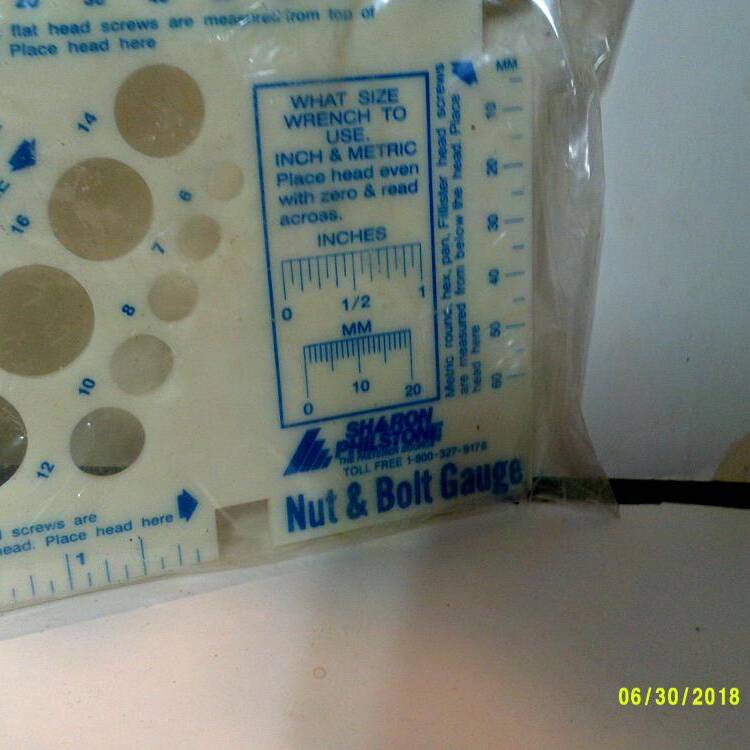 flat head screws are measured from top of
Place head here
14
16
6
7
8
10
12
WHAT SIZE
WRENCH TO
USE.
INCH & METRIC
Place head even
with zero & read
across.
INCHES
0 1/2 1
MM
0 10 20
Metric round, hex, pan, Fillister head screws
are measured from below the head. Place
head here
MM
10
20
30
40
50
60
SHARON
PHILSTONE
TOLL FREE 1-800-327-9175
Nut & Bolt Gauge
screws are
head. Place head here
1
06/30/2018